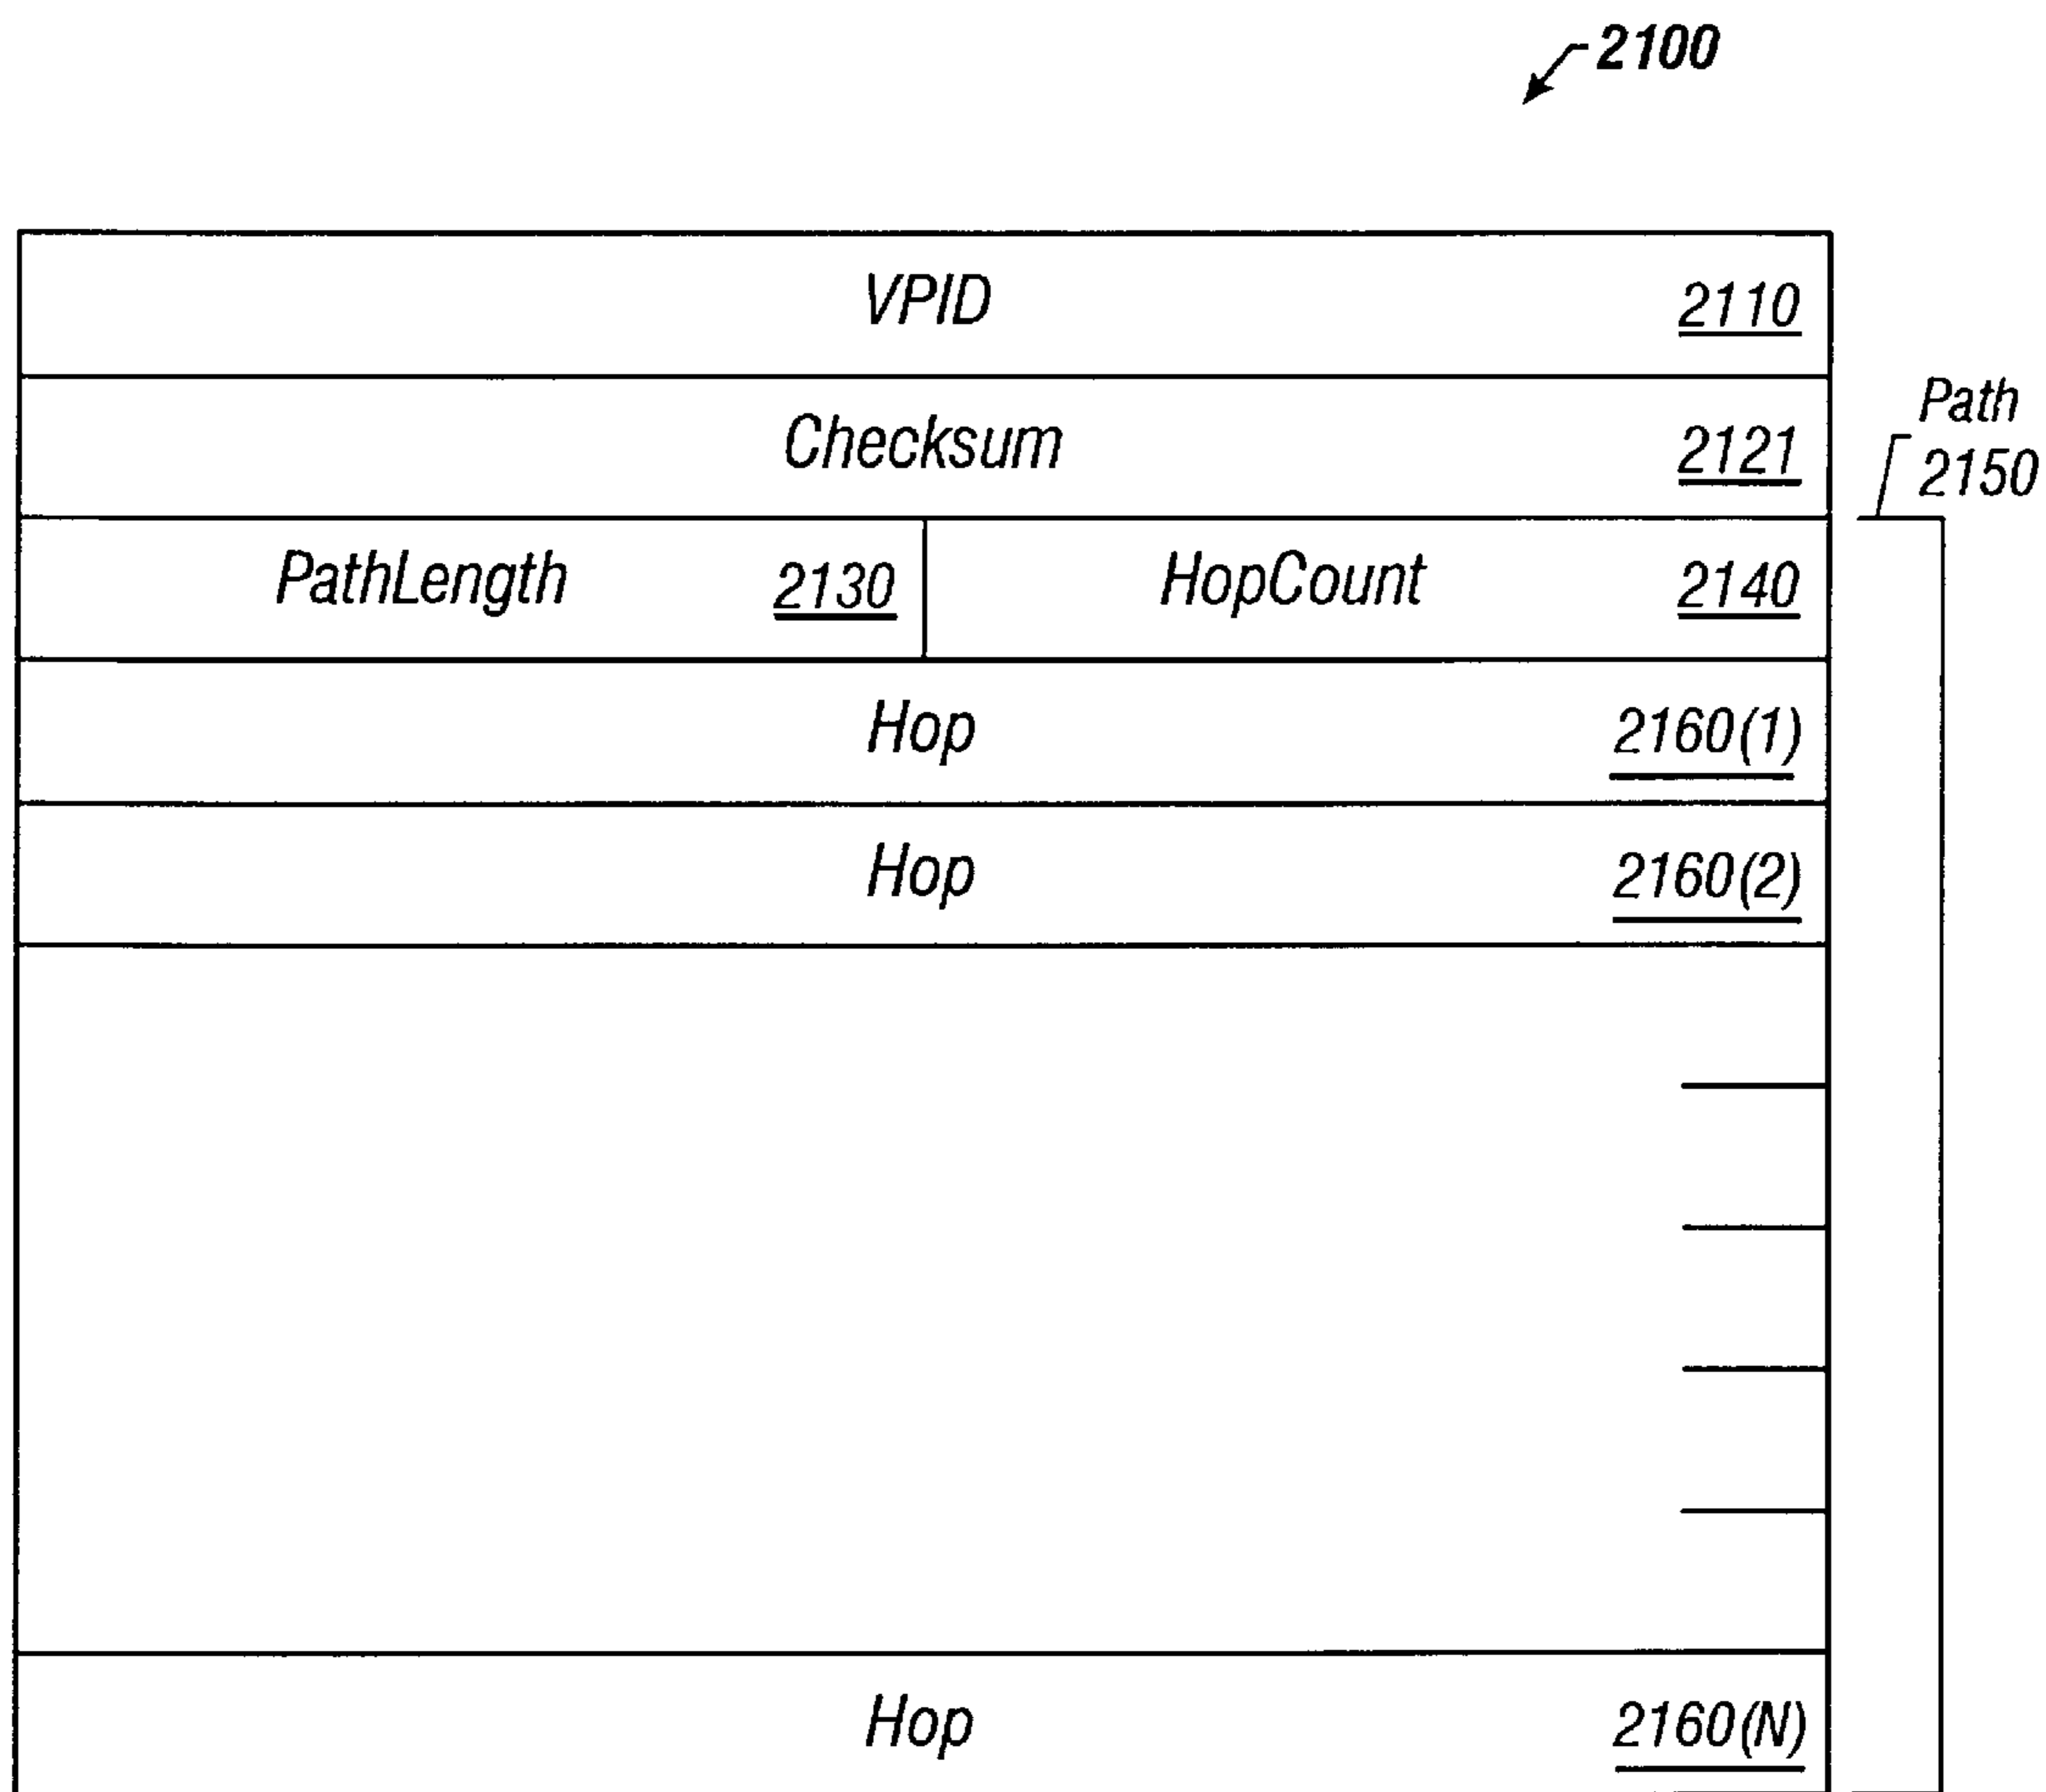 2100
VPID 2110
Checksum 2121
Path
2150
PathLength 2130 HopCount 2140
Hop 2160(1)
Hop 2160(2)
Hop 2160(N)